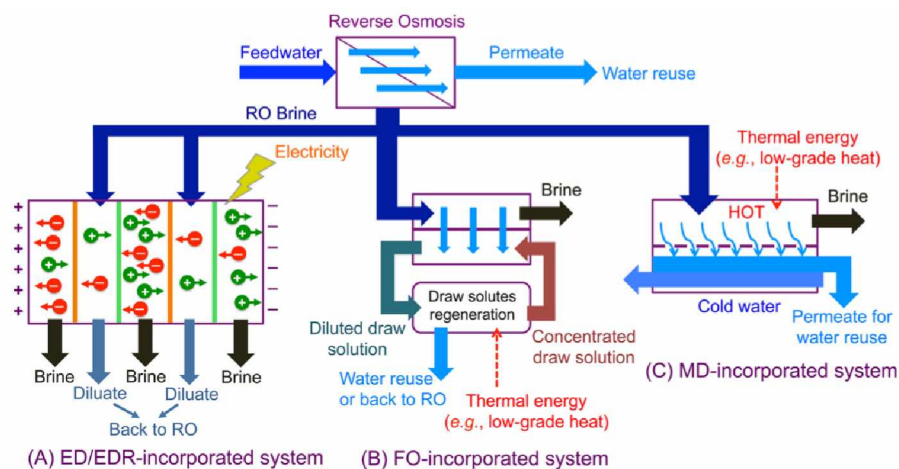 Reverse Osmosis
Feedwater
Permeate
Water reuse
RO Brine
Electricity
+ + + + + +
− − − − − −
Brine
Diluate
Brine
Diluate
Brine
Back to RO
(A) ED/EDR-incorporated system
Brine
Diluted draw
solution
Draw solutes
regeneration
Concentrated
draw solution
Water reuse
or back to RO
Thermal energy
(e.g., low-grade heat)
(B) FO-incorporated system
Thermal energy
(e.g., low-grade heat)
Brine
HOT
Cold water
Permeate for
water reuse
(C) MD-incorporated system